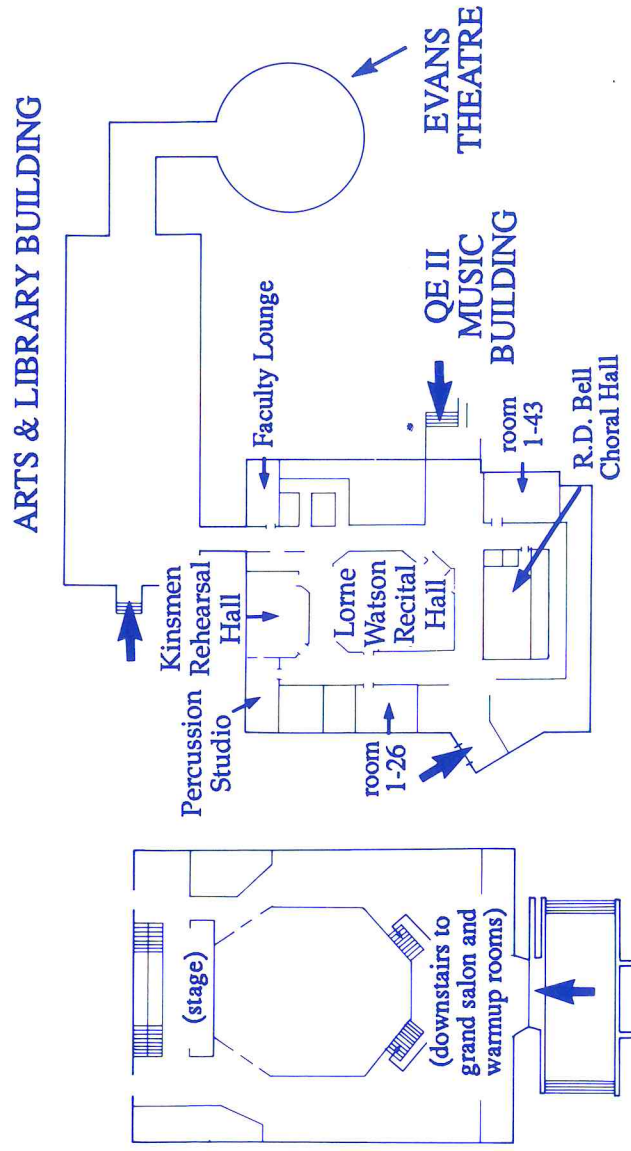 ARTS & LIBRARY BUILDING
EVANS
THEATRE
Faculty Lounge
QE II
MUSIC
BUILDING
Kinsmen
Rehearsal
Hall
Percussion
Studio
Lorne
Watson
Recital
Hall
room
1-43
R.D. Bell
Choral Hall
room
1-26
(stage)
(downstairs to
grand salon and
warmup rooms)